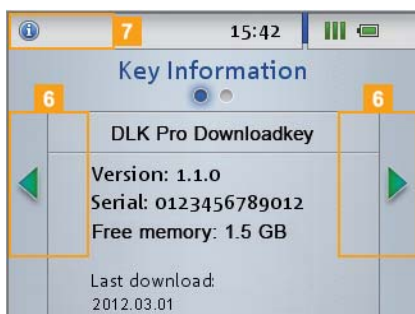 7 15:42
Key Information
6 6
DLK Pro Downloadkey
Version: 1.1.0
Serial: 0123456789012
Free memory: 1.5 GB
Last download:
2012.03.01